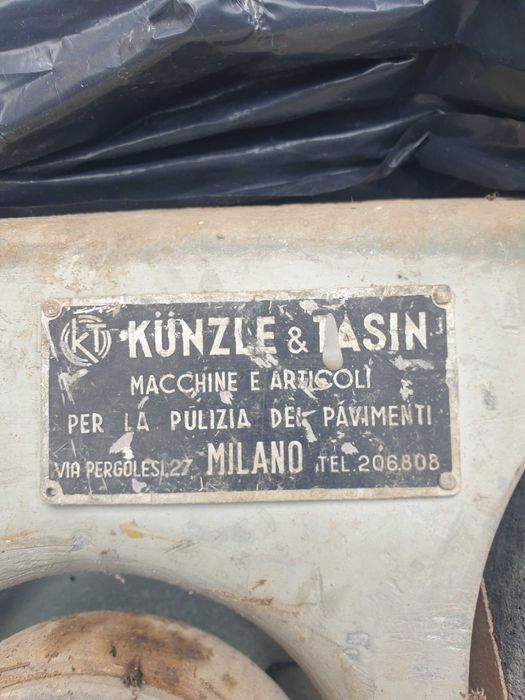 KT KÜNZLE & TASIN
MACCHINE E ARTICOLI
PER LA PULIZIA DEI PAVIMENTI
VIA PERGOLESI, 27 MILANO TEL. 206.808